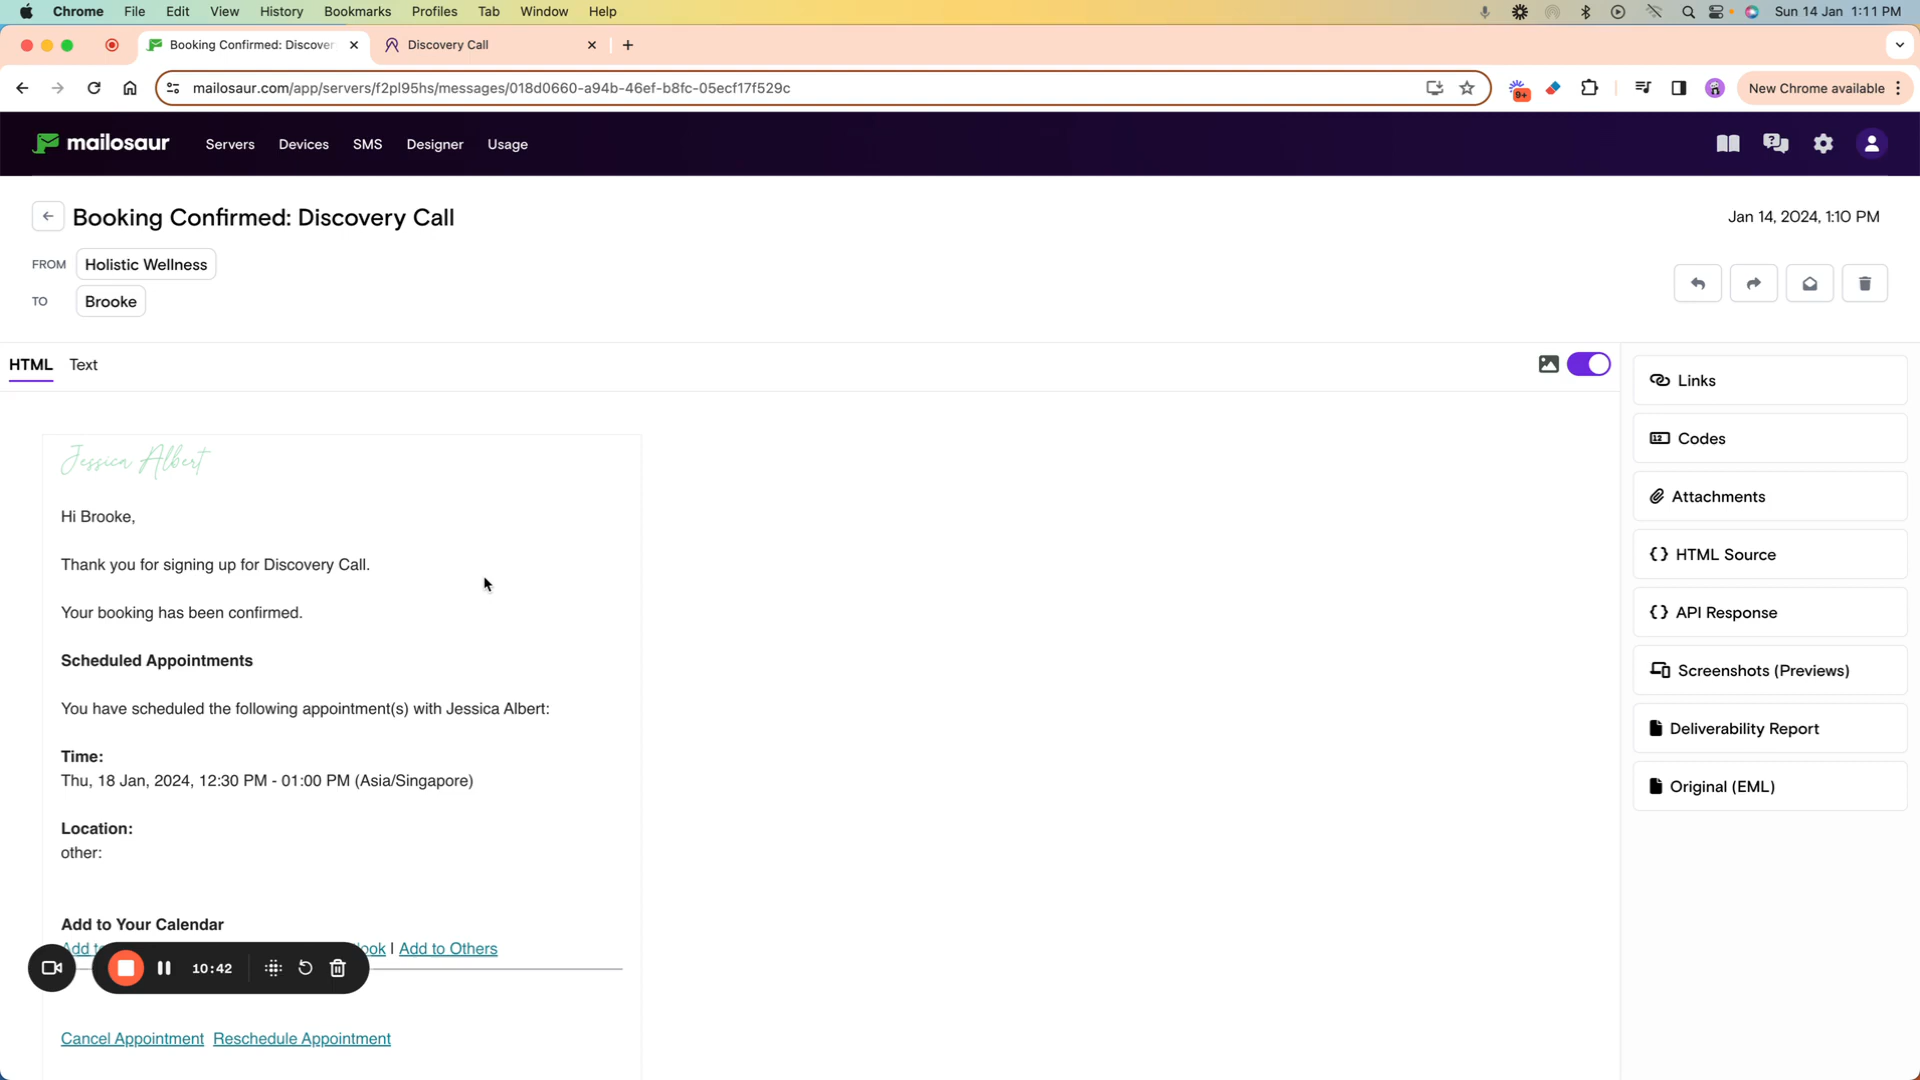 Chrome File Edit View History Bookmarks Profiles Tab Window Help Sun 14 Jan 1:11 PM
Booking Confirmed: Discover Discovery Call
mailosaur.com/app/servers/f2pl95hs/messages/018d0660-a94b-46ef-b8fc-05ecf17f529c 9+ New Chrome available
mailosaur Servers Devices SMS Designer Usage
Booking Confirmed: Discovery Call Jan 14, 2024, 1:10 PM
FROM Holistic Wellness
TO Brooke
HTML Text
Links
Codes
Attachments
HTML Source
API Response
Screenshots (Previews)
Deliverability Report
Original (EML)
Jessica Albert
Hi Brooke,
Thank you for signing up for Discovery Call.
Your booking has been confirmed.
Scheduled Appointments
You have scheduled the following appointment(s) with Jessica Albert:
Time:
Thu, 18 Jan, 2024, 12:30 PM - 01:00 PM (Asia/Singapore)
Location:
other:
Add to Your Calendar
Add | Add to Others
10:42
Cancel Appointment Reschedule Appointment